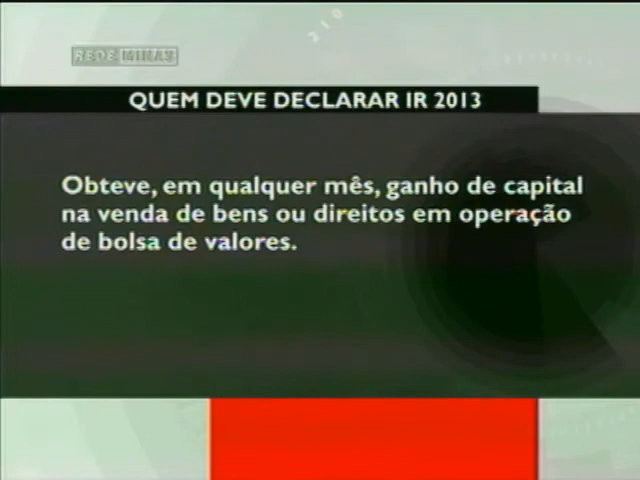 210
REDE MINAS
QUEM DEVE DECLARAR IR 2013
Obteve, em qualquer mês, ganho de capital
na venda de bens ou direitos em operação
de bolsa de valores.